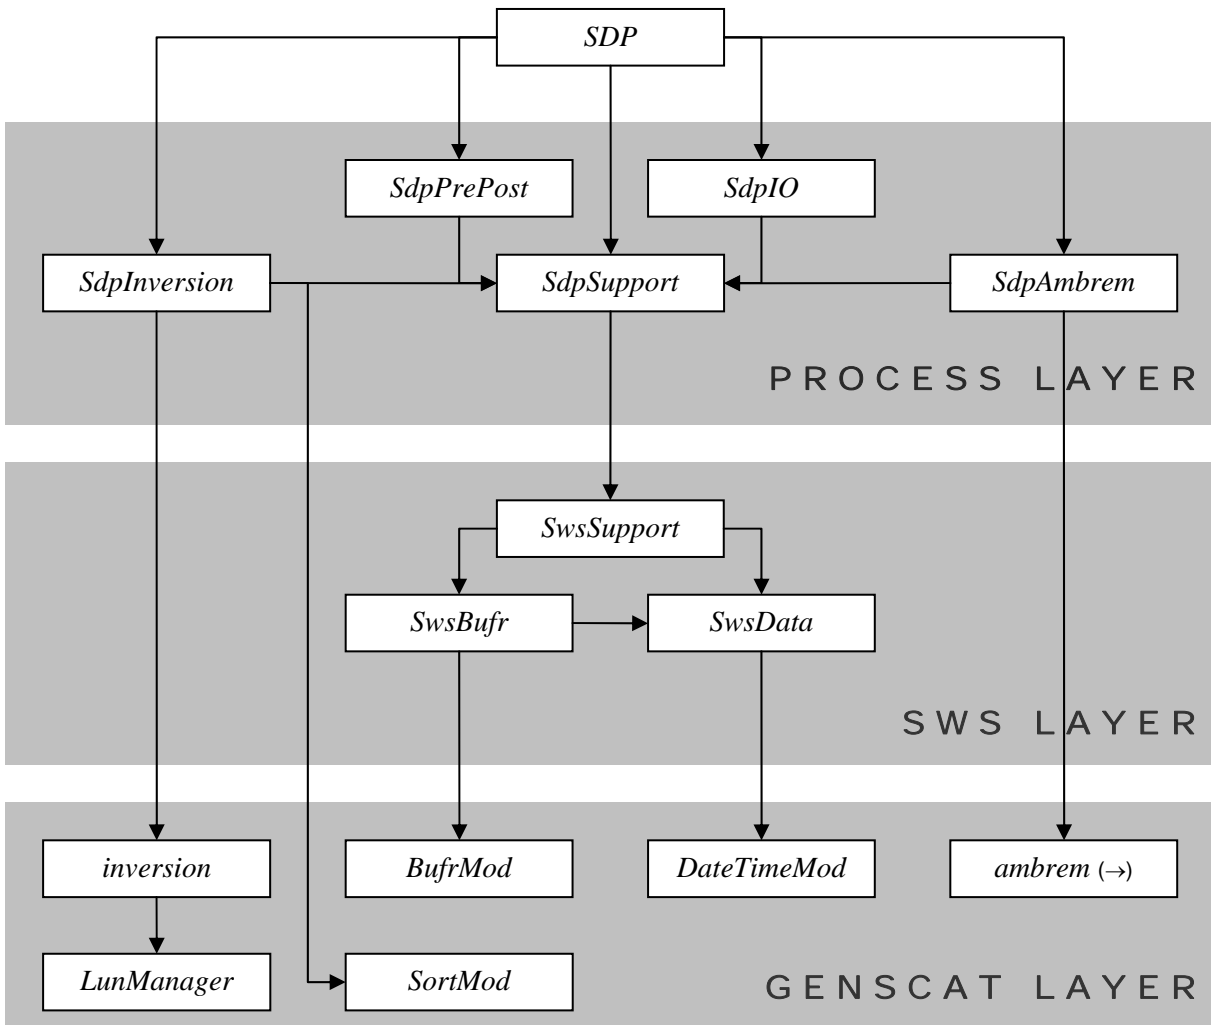 SDP
SdpPrePost
SdpIO
SdpInversion
SdpSupport
SdpAmbrem
PROCESS LAYER
SwsSupport
SwsBufr
SwsData
SWS LAYER
inversion
BufrMod
DateTimeMod
ambrem (→)
LunManager
SortMod
GENSCAT LAYER